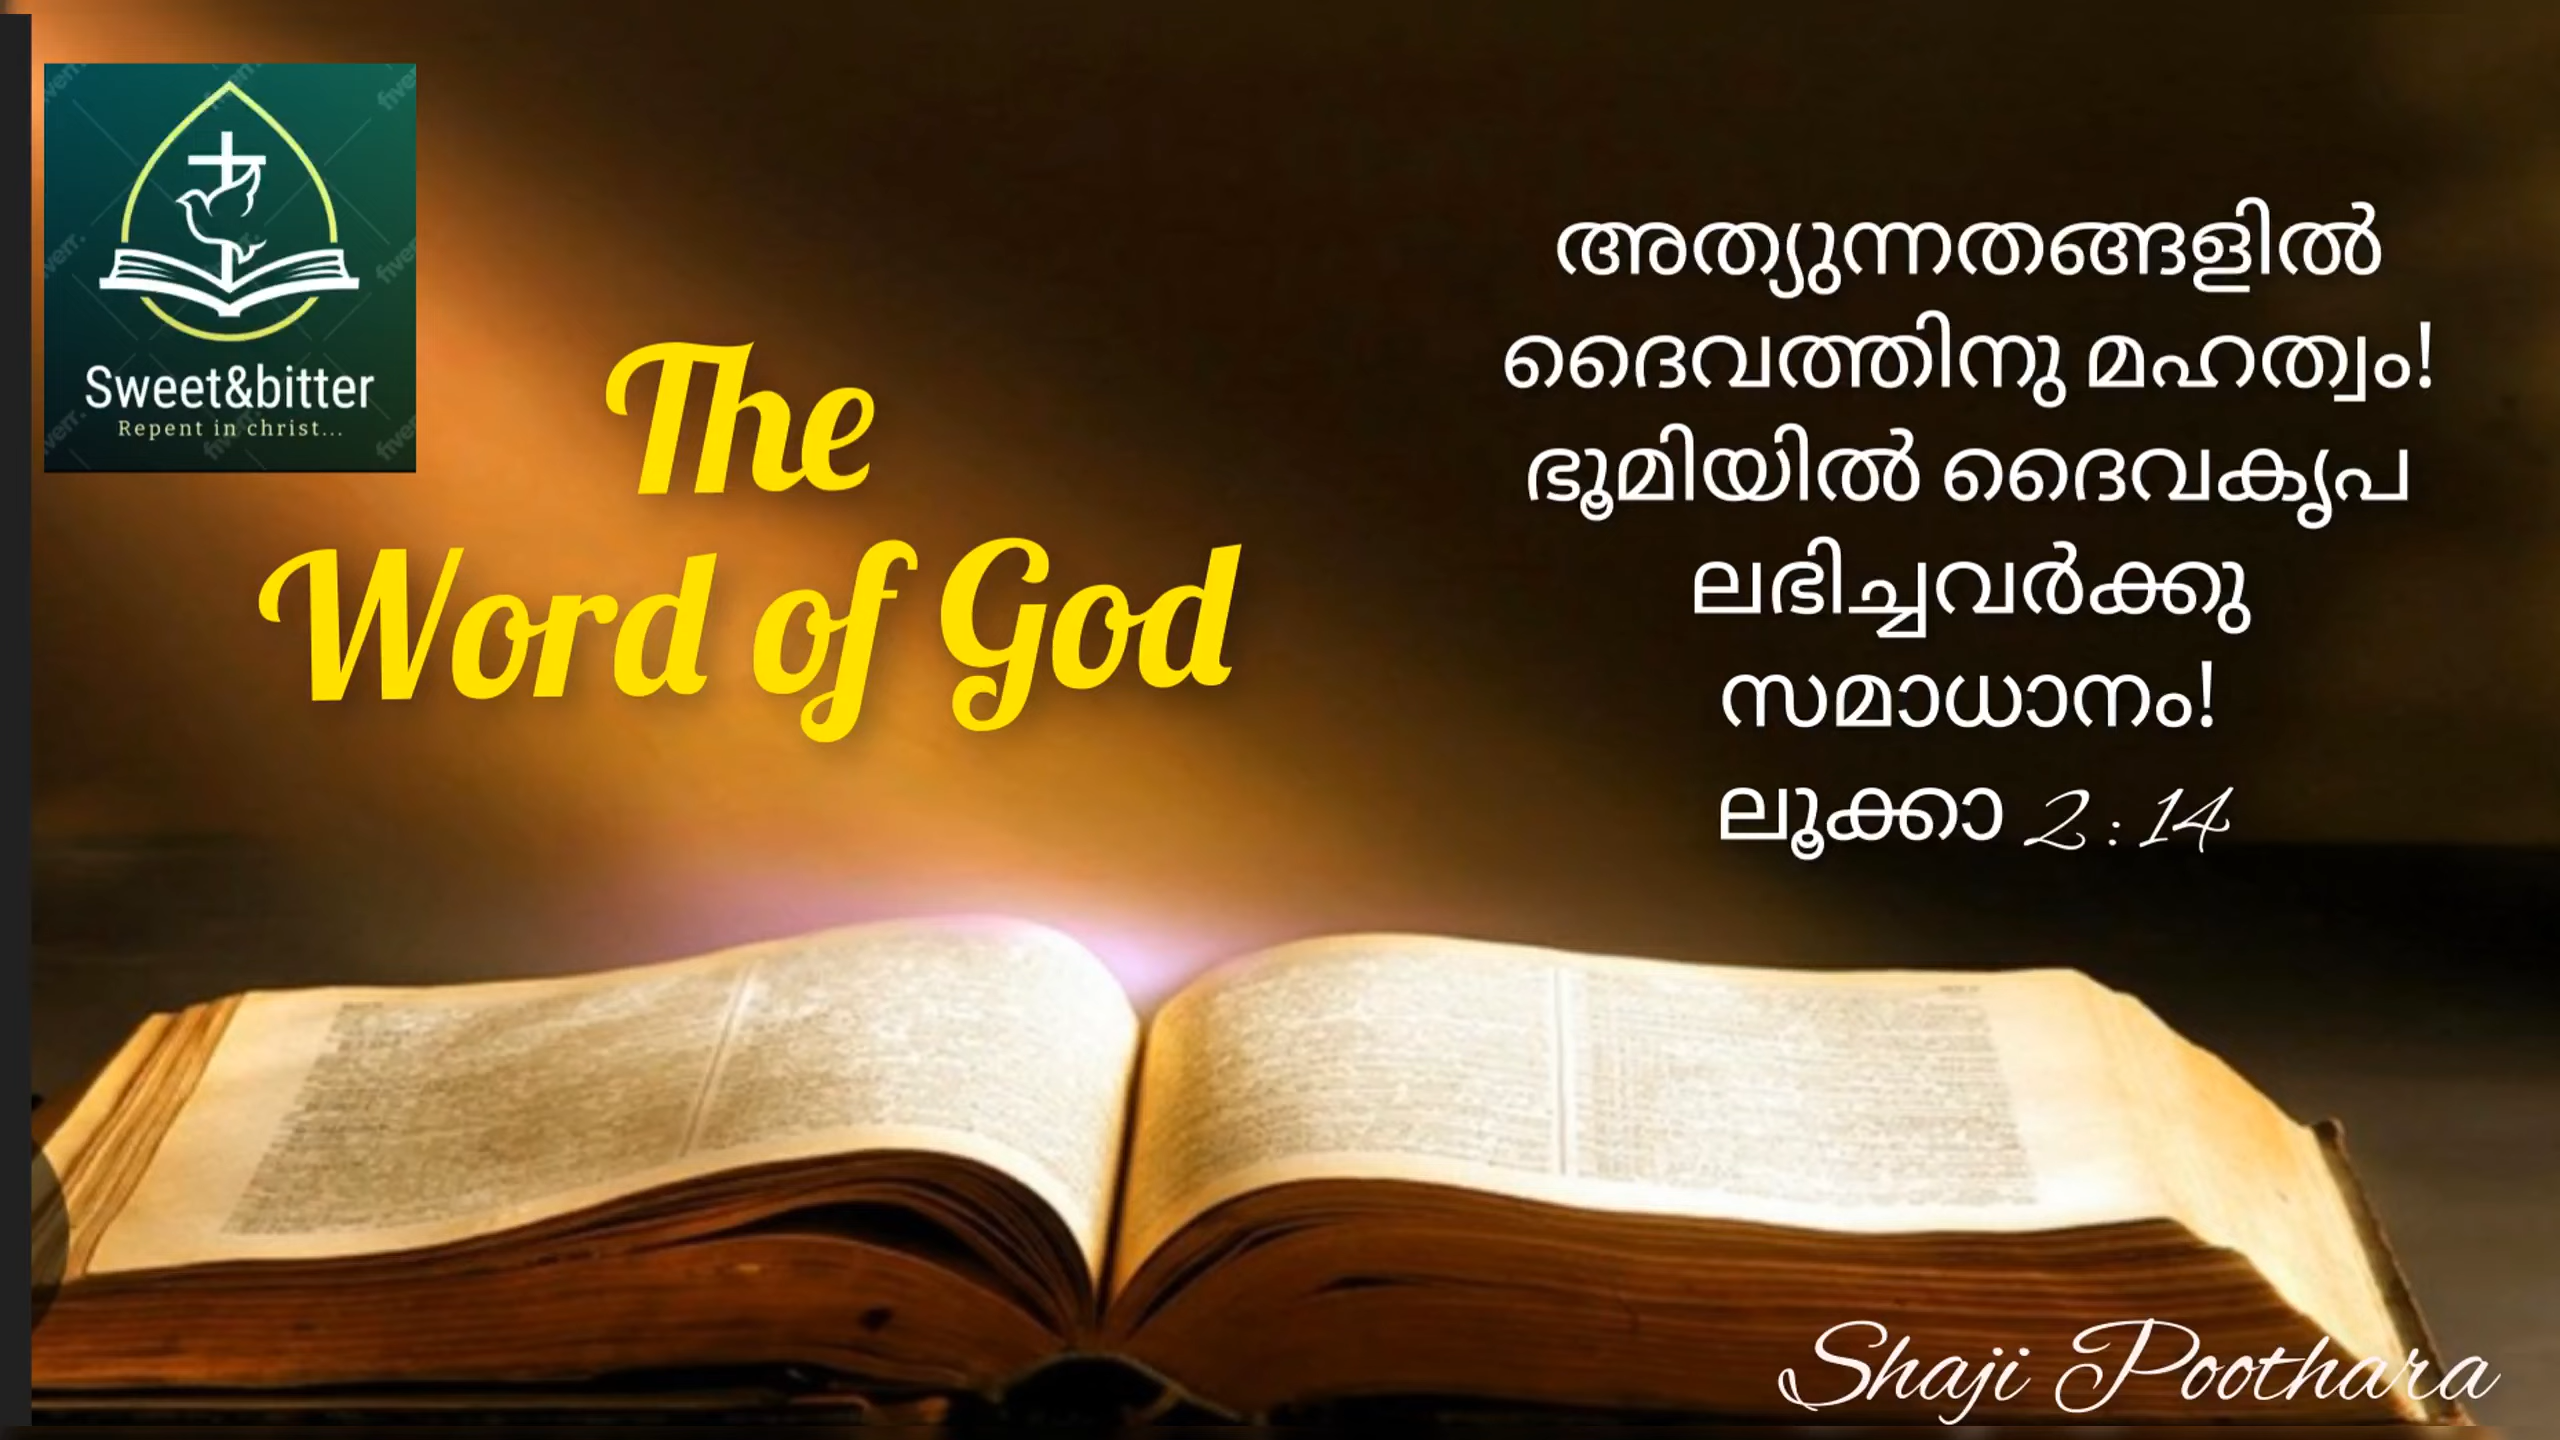 Sweet&bitter
Repent in christ...
The
Word of God
അത്യുന്നതങ്ങളിൽ
ദൈവത്തിനു മഹത്വം!
ഭൂമിയിൽ ദൈവകൃപ
ലഭിച്ചവർക്കു
സമാധാനം!
ലൂക്കാ 2:14
Shaji Poothara